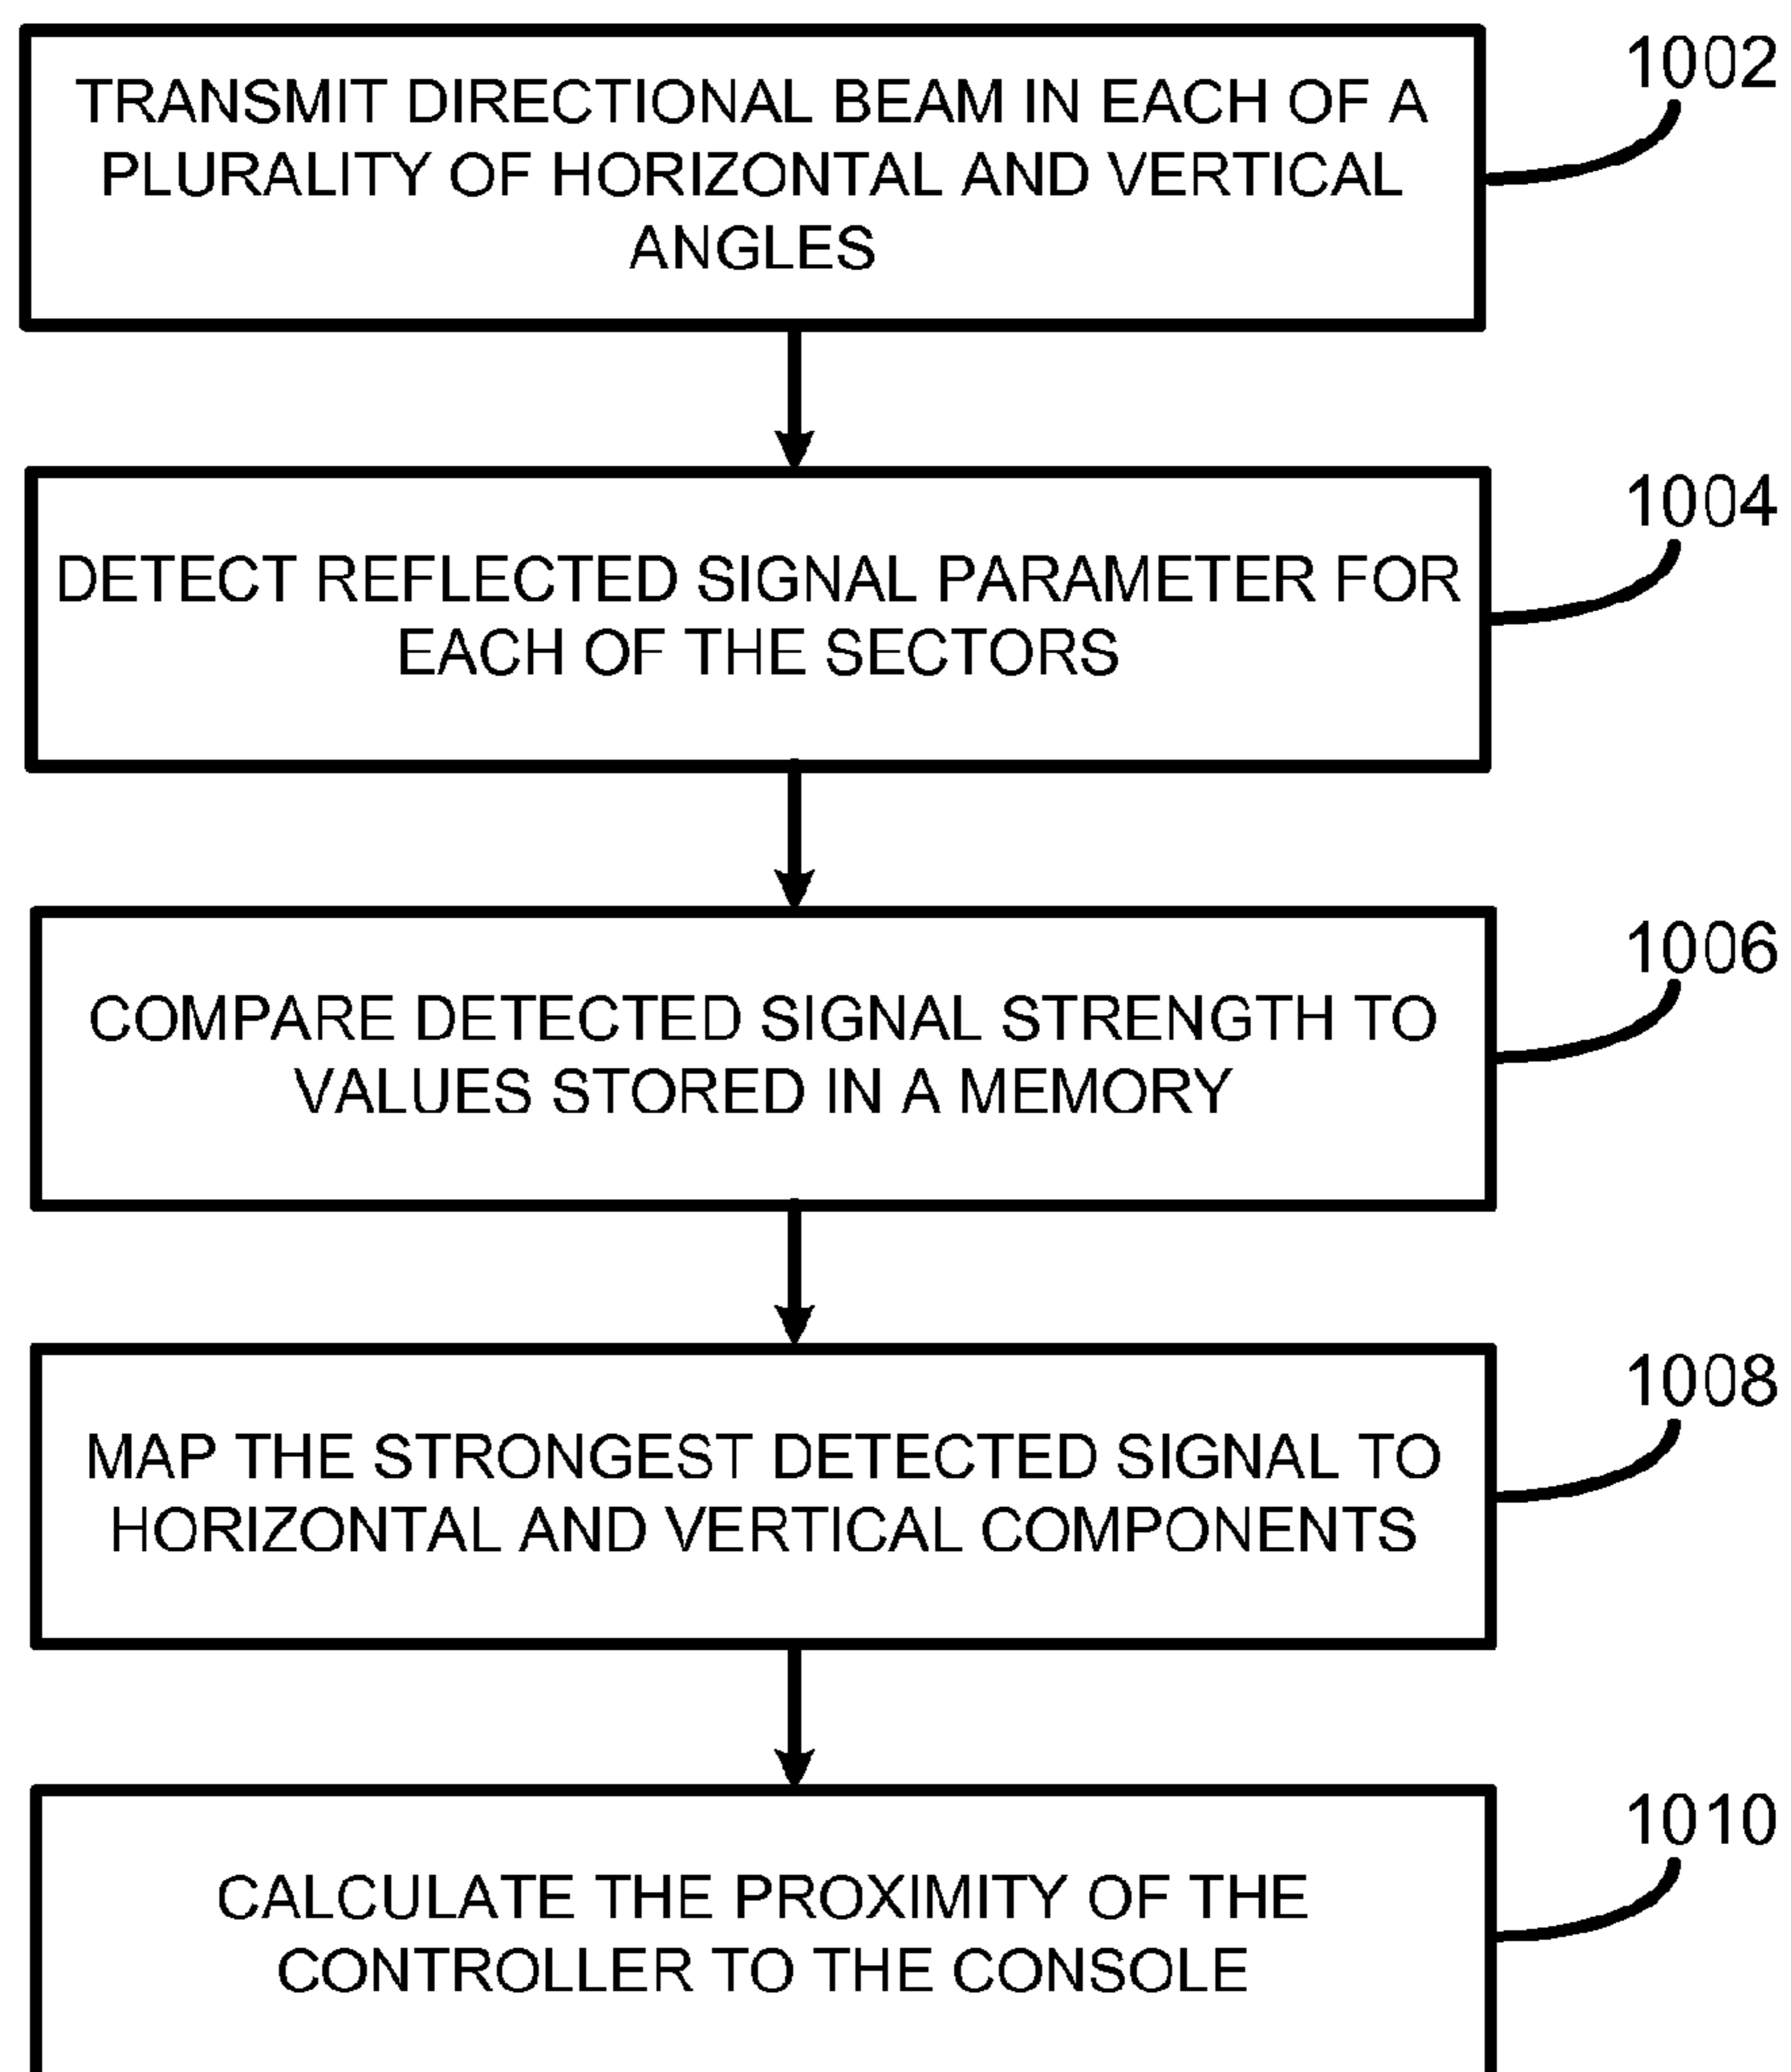 1002
TRANSMIT DIRECTIONAL BEAM IN EACH OF A
PLURALITY OF HORIZONTAL AND VERTICAL
ANGLES
1004
DETECT REFLECTED SIGNAL PARAMETER FOR
EACH OF THE SECTORS
1006
COMPARE DETECTED SIGNAL STRENGTH TO
VALUES STORED IN A MEMORY
1008
MAP THE STRONGEST DETECTED SIGNAL TO
HORIZONTAL AND VERTICAL COMPONENTS
1010
CALCULATE THE PROXIMITY OF THE
CONTROLLER TO THE CONSOLE